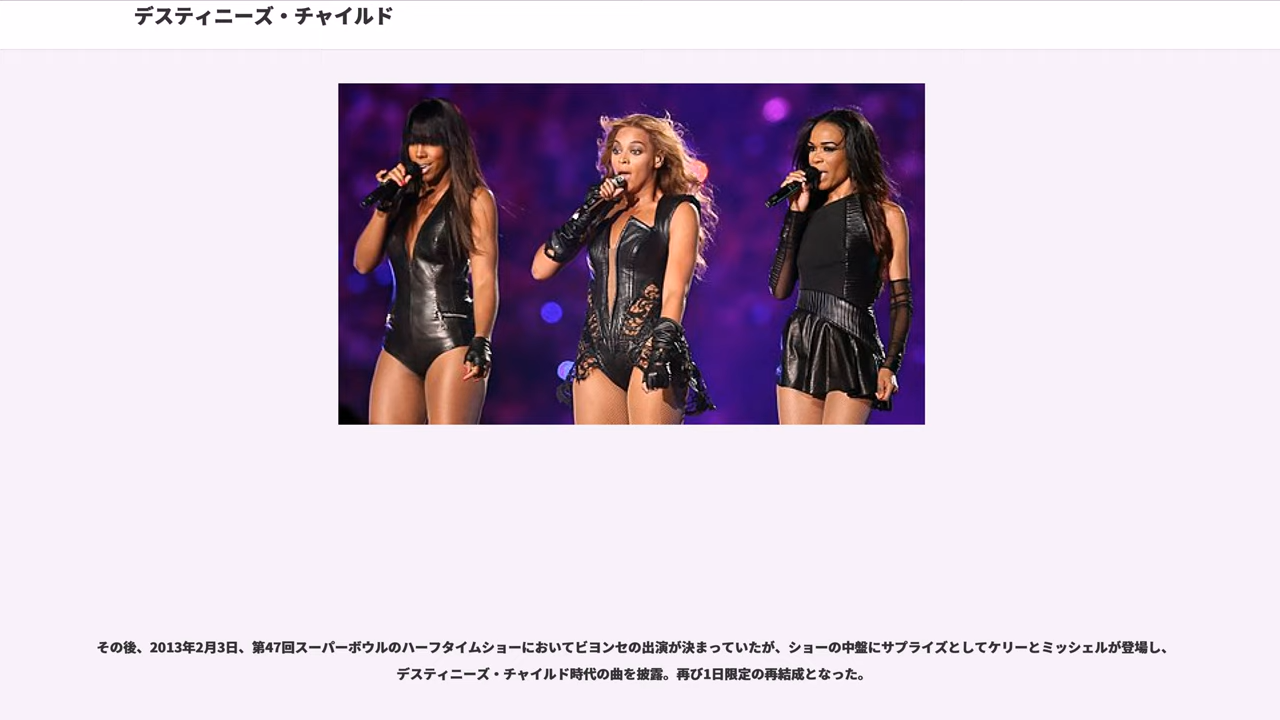 デスティニーズ・チャイルド
その後、2013年2月3日、第47回スーパーボウルのハーフタイムショーにおいてビヨンセの出演が決まっていたが、ショーの中盤にサプライズとしてケリーとミッシェルが登場し、
デスティニーズ・チャイルド時代の曲を披露。再び1日限定の再結成となった。